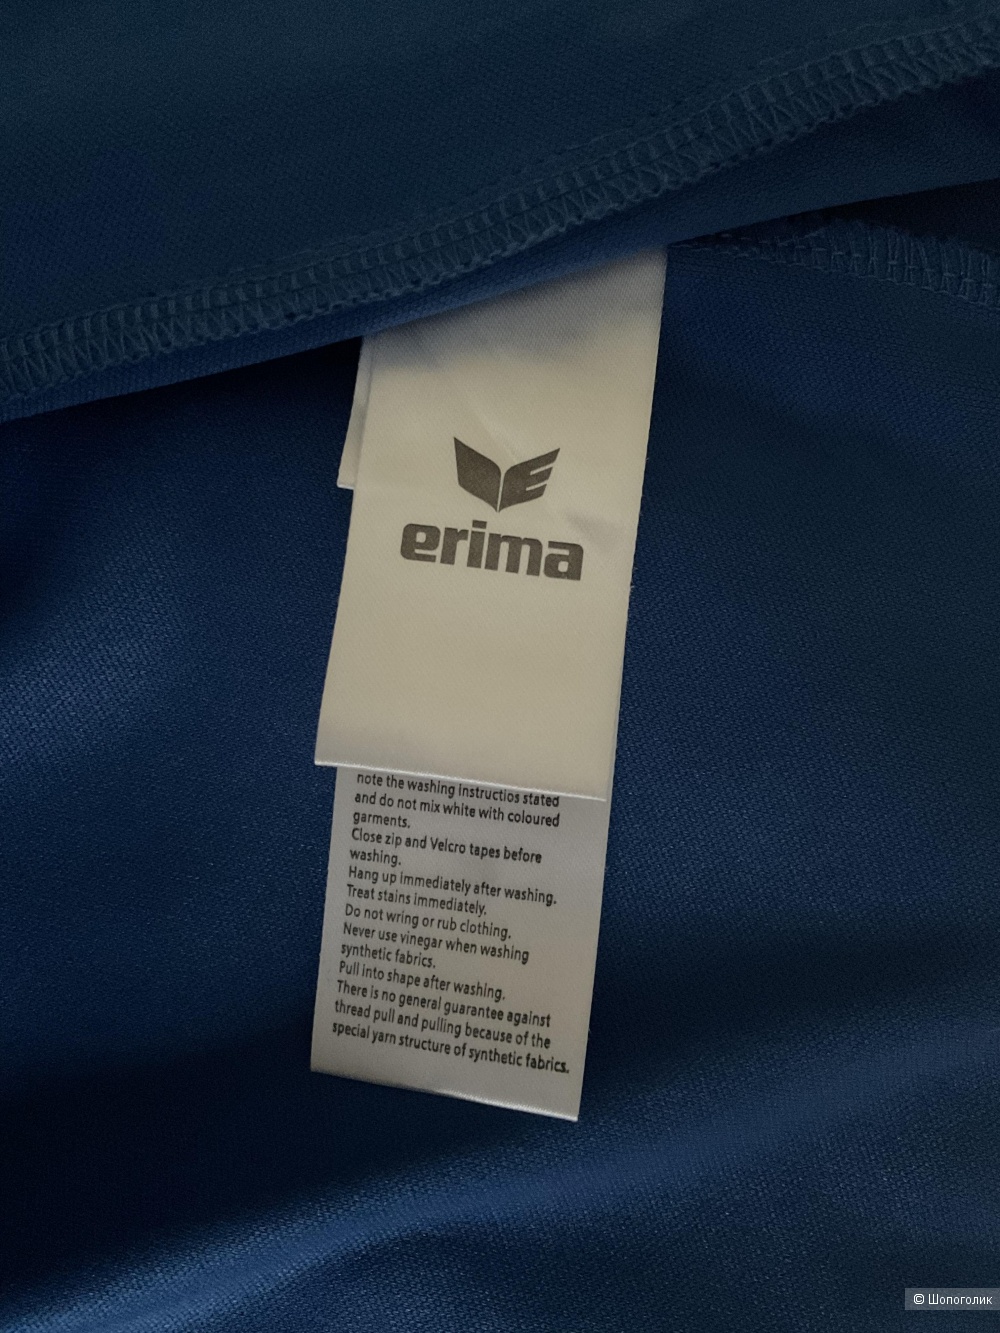 erima
note the washing Instructios stated
and do not mix white with coloured
garments.
Close zip and Velcro tapes before
washing.
Hang up immediately after washing.
Treat stains immediately.
Do not wring or rub clothing.
Never use vinegar when washing
synthetic fabrics.
Pull into shape after washing.
There is no general guarantee against
thread pull and pulling because of the
special yarn structure of synthetic fabrics.
© Шопоголик